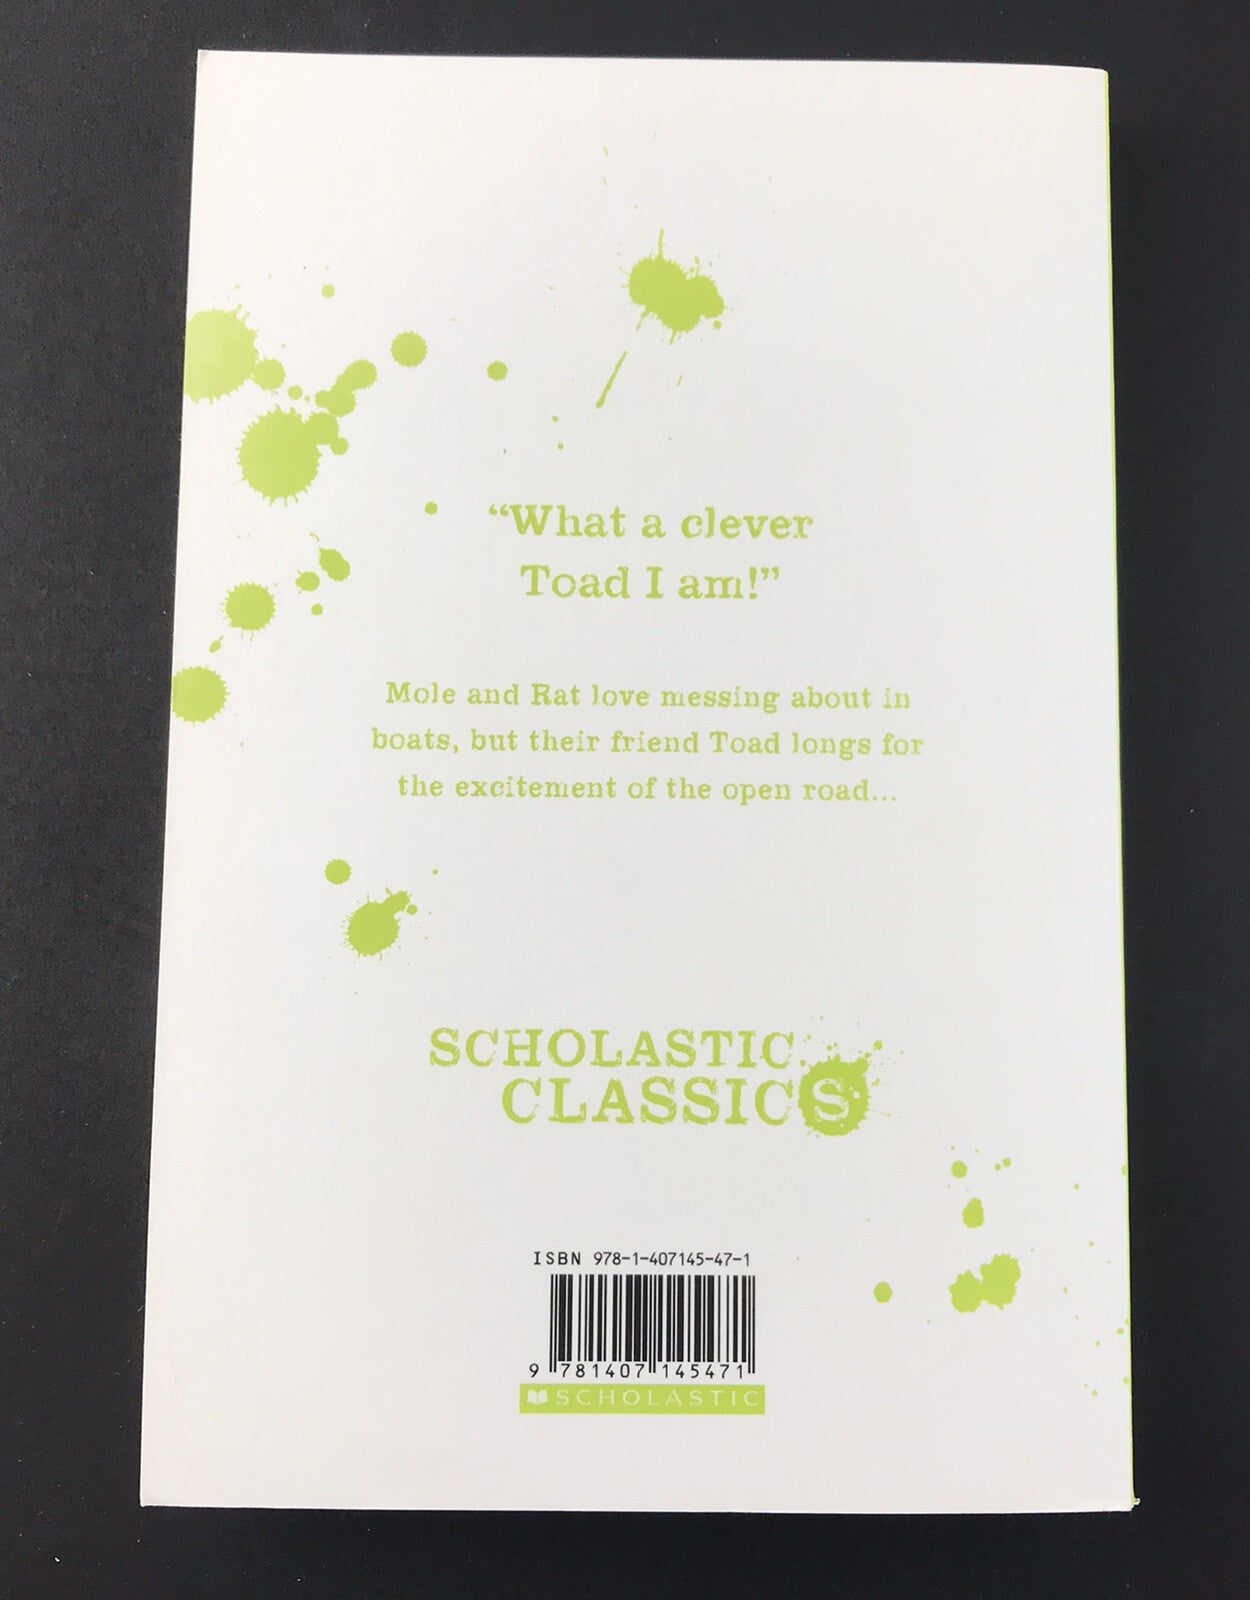 “What a clever
Toad I am!”
Mole and Rat love messing about in
boats, but their friend Toad longs for
the excitement of the open road...
SCHOLASTIC
CLASSICS
ISBN 978-1-407145-47-1
9 781407 145471
SCHOLASTIC